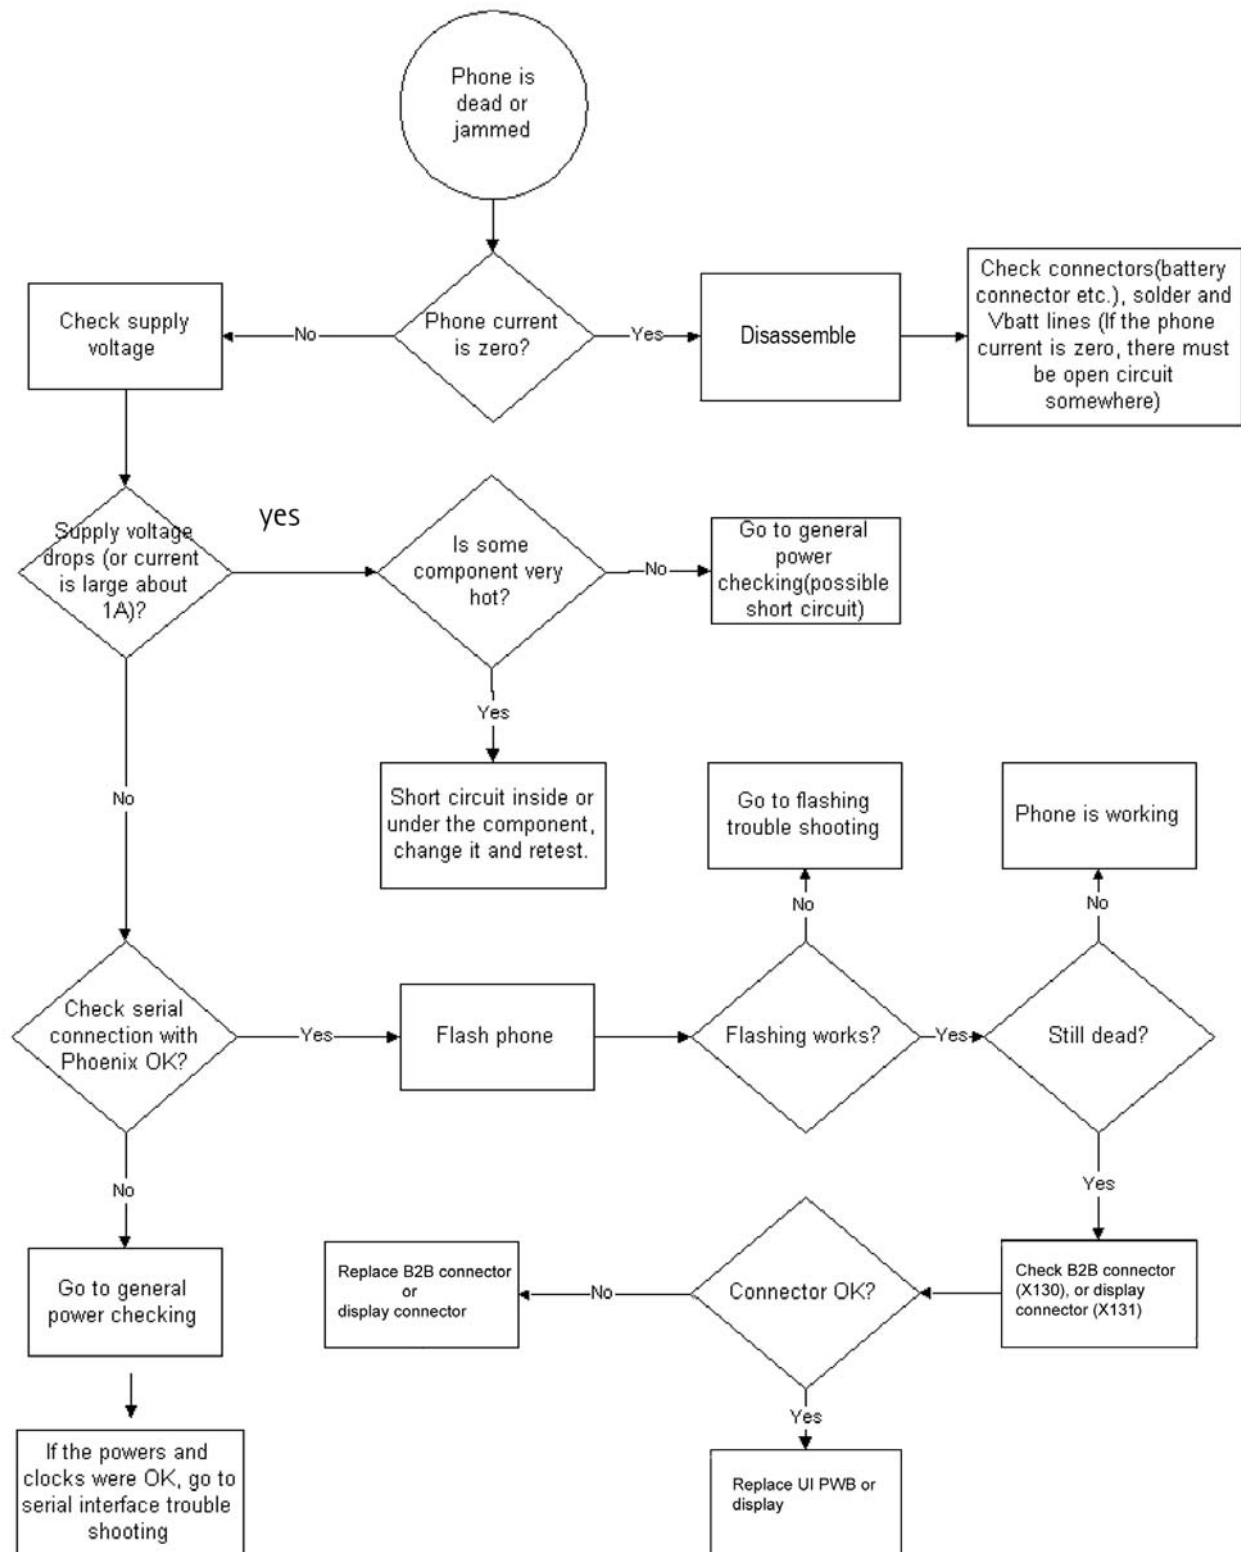 Phone is
dead or
jammed
Check supply
voltage
No
Phone current
is zero?
Yes
Disassemble
Check connectors(battery
connector etc.), solder and
Vbatt lines (If the phone
current is zero, there must
be open circuit
somewhere)
Supply voltage
drops (or current
is large about
1A)?
yes
Is some
component very
hot?
No
Go to general
power
checking(possible
short circuit)
Yes
No
Short circuit inside or
under the component,
change it and retest.
Go to flashing
trouble shooting
Phone is working
No
No
Check serial
connection with
Phoenix OK?
Yes
Flash phone
Flashing works?
Yes
Still dead?
No
Yes
Go to general
power checking
Replace B2B connector
or
display connector
No
Connector OK?
Check B2B connector
(X130), or display
connector (X131)
Yes
If the powers and
clocks were OK, go to
serial interface trouble
shooting
Replace UI PWB or
display